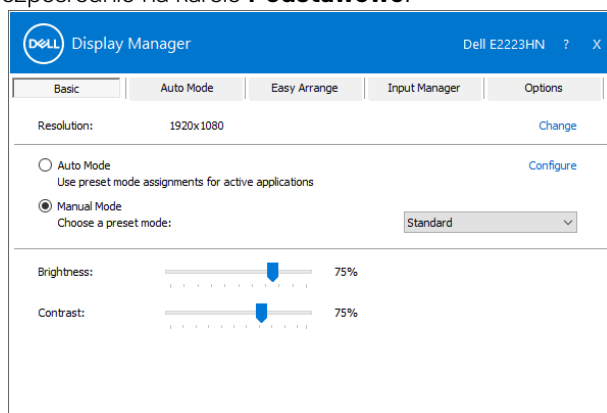 DELL Display Manager Dell E2223HN ? X
Basic Auto Mode Easy Arrange Input Manager Options
Resolution: 1920x1080 Change
Auto Mode Configure
Use preset mode assignments for active applications
Manual Mode
Choose a preset mode: Standard
Brightness: 75%
Contrast: 75%